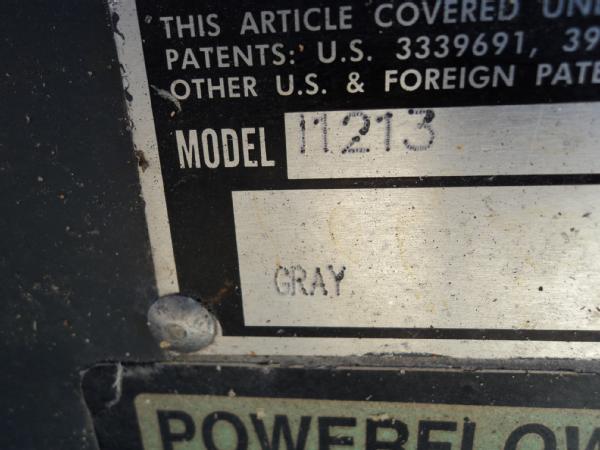 THIS ARTICLE COVERED
PATENTS: U.S. 3339691,
OTHER U.S. & FOREIGN
MODEL 11213
GRAY